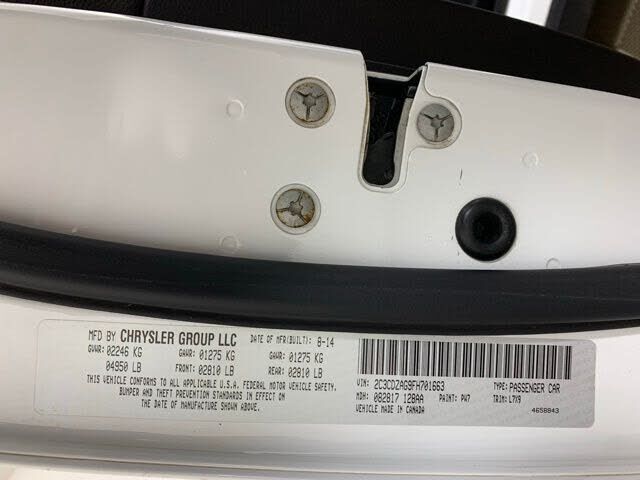 MFD BY CHRYSLER GROUP LLC DATE OF MFR(BUILT): 8-14
GVWR: 02246 KG GAWR: 01275 KG GAWR: 01275 KG
04950 LB FRONT: 02810 LB REAR: 02810 LB
THIS VEHICLE CONFORMS TO ALL APPLICABLE U.S.A. FEDERAL MOTOR VEHICLE SAFETY,
BUMPER AND THEFT PREVENTION STANDARDS IN EFFECT ON
THE DATE OF MANUFACTURE SHOWN ABOVE.
VIN: 2C3CDZAG9FH701663 TYPE: PASSENGER CAR
MDH: 082817 12BAA PAINT: PW7 TRIM: L7X9
VEHICLE MADE IN CANADA 4658943